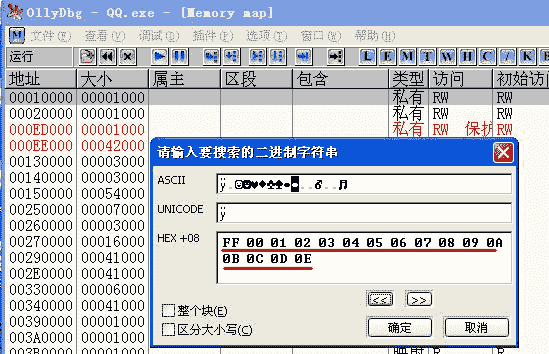 OllyDbg - QQ.exe - [Memory map]
M 文件(F) 查看(V) 调试(D) 插件(P) 选项(T) 窗口(W) 帮助(H)
运行 L E M T W H C / K
地址 大小 属主 区段 包含 类型 访问 初始访
00010000 00001000 私有 RW RW
00020000 00001000 私有 RW RW
000ED000 00001000 私有 RW 保护 RW
000EE000 00042000
00130000 00003000
00140000 00003000
00150000 00054000
00250000 00007000
00260000 00003000
00270000 00016000
00290000 00041000
002E0000 00041000
00330000 00006000
00340000 00041000
00390000 00001000
003A0000 00001000 映射 R R
请输入要搜索的二进制字符串
ASCII
UNICODE ÿ
HEX +08
FF 00 01 02 03 04 05 06 07 08 09 0A
0B 0C 0D 0E
<< >>
整个块(E)
区分大小写(C)
确定 取消